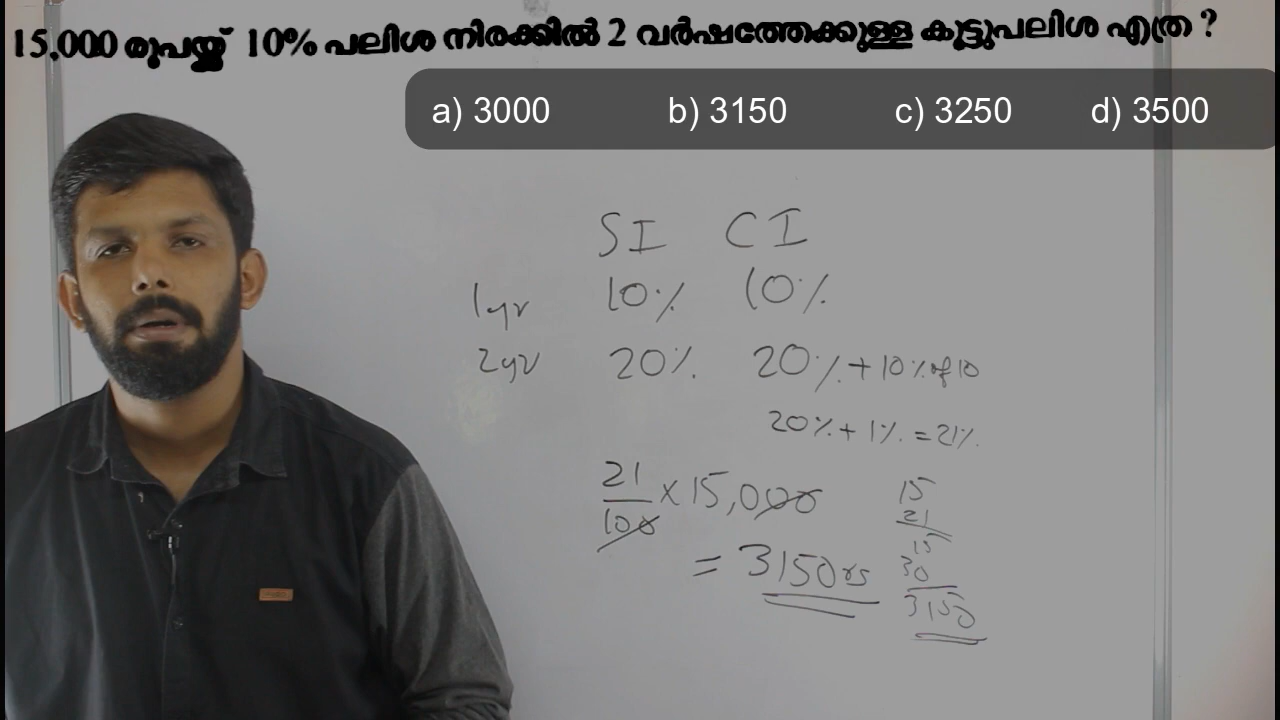 15,000 രൂപയ്ക്ക് 10% പലിശ നിരക്കിൽ 2 വർഷത്തേക്കുള്ള കൂട്ടുപലിശ എത്ര ?
a) 3000 b) 3150 c) 3250 d) 3500
SI CI
1yr 10% 10%
2yr 20% 20% + 10% of 10
20% + 1% = 21%
21/100 × 15,000
= 3150 rs
15
21
15
30
3150